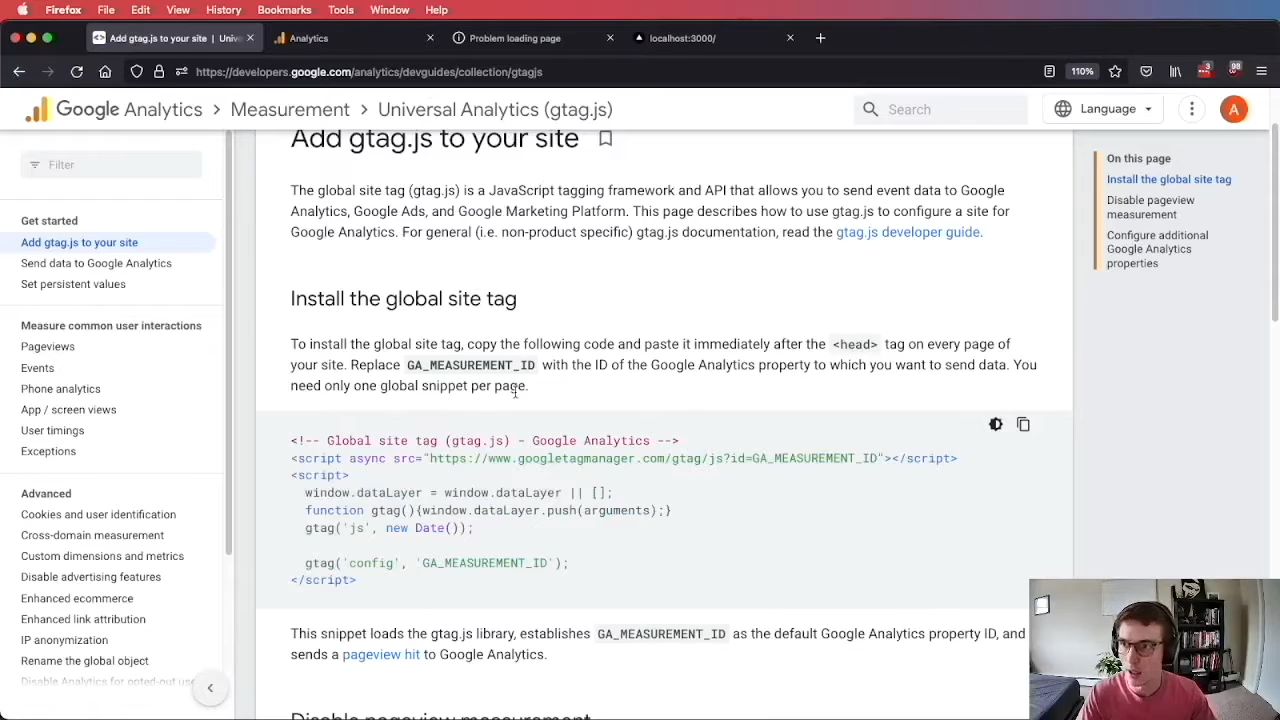 Firefox File Edit View History Bookmarks Tools Window Help
Add gtag.js to your site | Univ
Analytics
Problem loading page
localhost:3000/
https://developers.google.com/analytics/devguides/collection/gtagjs
110%
3
98
Google Analytics > Measurement > Universal Analytics (gtag.js)
Search
Language
A
Filter
Get started
Add gtag.js to your site
Send data to Google Analytics
Set persistent values
Measure common user interactions
Pageviews
Events
Phone analytics
App / screen views
User timings
Exceptions
Advanced
Cookies and user identification
Cross-domain measurement
Custom dimensions and metrics
Disable advertising features
Enhanced ecommerce
Enhanced link attribution
IP anonymization
Rename the global object
Disable Analytics for opted-out use
Add gtag.js to your site
The global site tag (gtag.js) is a JavaScript tagging framework and API that allows you to send event data to Google
Analytics, Google Ads, and Google Marketing Platform. This page describes how to use gtag.js to configure a site for
Google Analytics. For general (i.e. non-product specific) gtag.js documentation, read the gtag.js developer guide.
Install the global site tag
To install the global site tag, copy the following code and paste it immediately after the <head> tag on every page of
your site. Replace GA_MEASUREMENT_ID with the ID of the Google Analytics property to which you want to send data. You
need only one global snippet per page.
<!-- Global site tag (gtag.js) - Google Analytics -->
<script async src="https://www.googletagmanager.com/gtag/js?id=GA_MEASUREMENT_ID"></script>
<script>
window.dataLayer = window.dataLayer || [];
function gtag(){window.dataLayer.push(arguments);}
gtag('js', new Date());
gtag('config', 'GA_MEASUREMENT_ID');
</script>
This snippet loads the gtag.js library, establishes GA_MEASUREMENT_ID as the default Google Analytics property ID, and
sends a pageview hit to Google Analytics.
Disable pageview measurement
On this page
Install the global site tag
Disable pageview
measurement
Configure additional
Google Analytics
properties